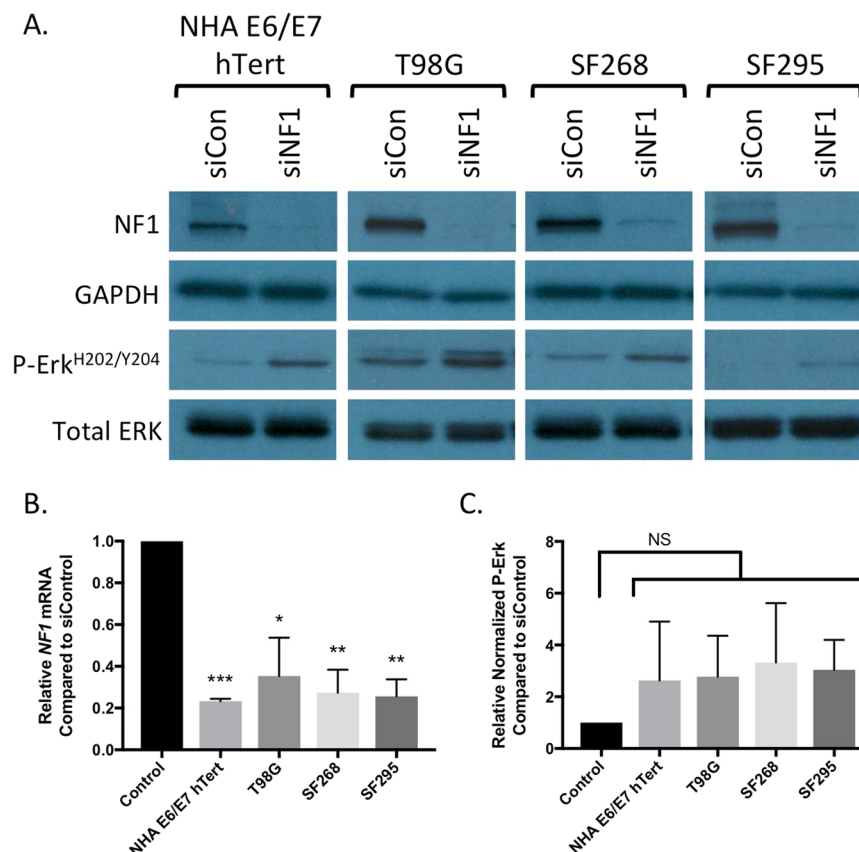 A.
NHA E6/E7
hTert
T98G
SF268
SF295
siCon
siNF1
siCon
siNF1
siCon
siNF1
siCon
siNF1
NF1
GAPDH
P-Erk^H202/Y204
Total ERK
B.
Relative NF1 mRNA
Compared to siControl
1.0
0.8
0.6
0.4
0.2
0.0
***
*
**
**
Control
NHA E6/E7 hTert
T98G
SF268
SF295
C.
Relative Normalized P-Erk
Compared to siControl
8
6
4
2
0
NS
Control
NHA E6/E7 hTert
T98G
SF268
SF295